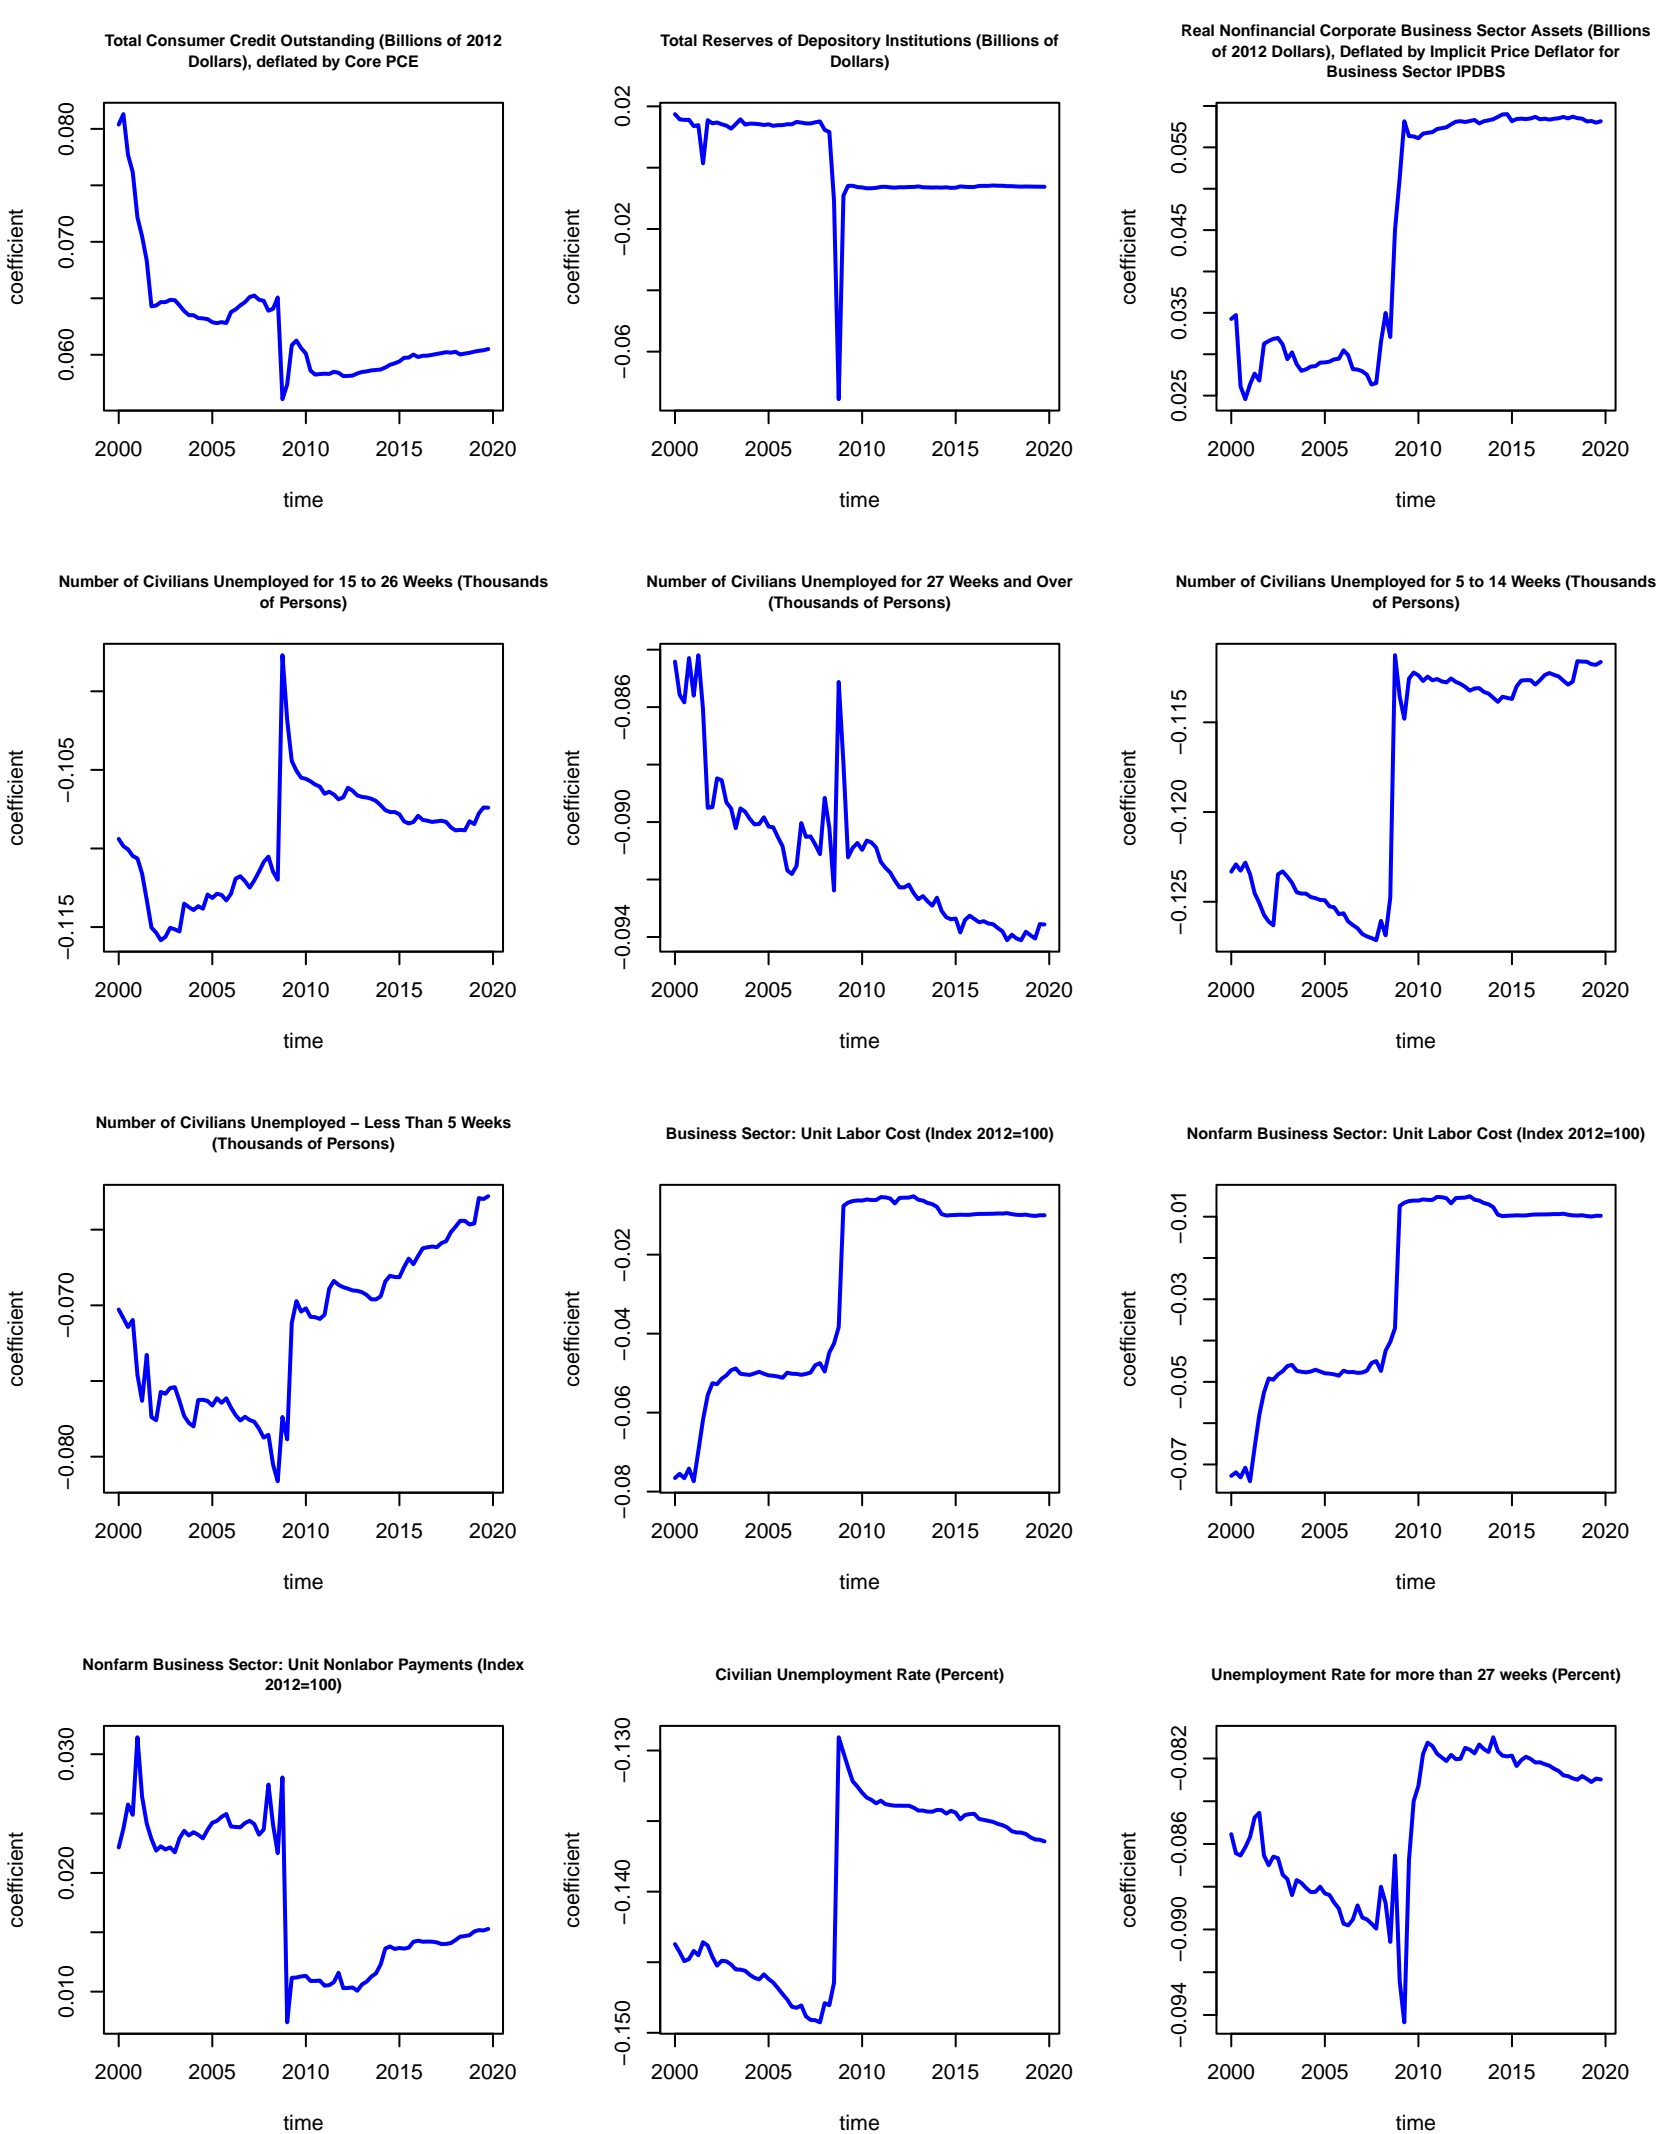 Total Consumer Credit Outstanding (Billions of 2012
Dollars), deflated by Core PCE
coefficient
0.060 0.070 0.080
2000 2005 2010 2015 2020
time
Total Reserves of Depository Institutions (Billions of
Dollars)
coefficient
−0.06 −0.02 0.02
2000 2005 2010 2015 2020
time
Real Nonfinancial Corporate Business Sector Assets (Billions
of 2012 Dollars), Deflated by Implicit Price Deflator for
Business Sector IPDBS
coefficient
0.025 0.035 0.045 0.055
2000 2005 2010 2015 2020
time
Number of Civilians Unemployed for 15 to 26 Weeks (Thousands
of Persons)
coefficient
−0.115 −0.105
2000 2005 2010 2015 2020
time
Number of Civilians Unemployed for 27 Weeks and Over
(Thousands of Persons)
coefficient
−0.094 −0.090 −0.086
2000 2005 2010 2015 2020
time
Number of Civilians Unemployed for 5 to 14 Weeks (Thousands
of Persons)
coefficient
−0.125 −0.120 −0.115
2000 2005 2010 2015 2020
time
Number of Civilians Unemployed − Less Than 5 Weeks
(Thousands of Persons)
coefficient
−0.080 −0.070
2000 2005 2010 2015 2020
time
Business Sector: Unit Labor Cost (Index 2012=100)
coefficient
−0.08 −0.06 −0.04 −0.02
2000 2005 2010 2015 2020
time
Nonfarm Business Sector: Unit Labor Cost (Index 2012=100)
coefficient
−0.07 −0.05 −0.03 −0.01
2000 2005 2010 2015 2020
time
Nonfarm Business Sector: Unit Nonlabor Payments (Index
2012=100)
coefficient
0.010 0.020 0.030
2000 2005 2010 2015 2020
time
Civilian Unemployment Rate (Percent)
coefficient
−0.150 −0.140 −0.130
2000 2005 2010 2015 2020
time
Unemployment Rate for more than 27 weeks (Percent)
coefficient
−0.094 −0.090 −0.086 −0.082
2000 2005 2010 2015 2020
time